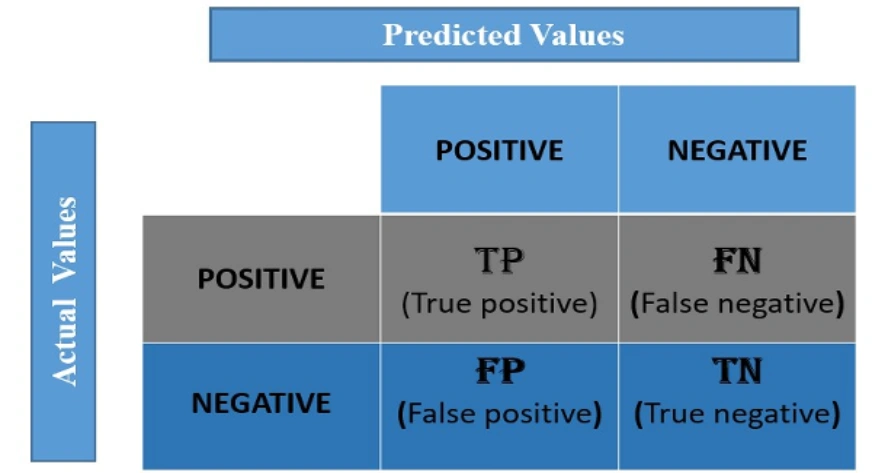 Predicted Values
POSITIVE NEGATIVE
Actual Values
POSITIVE TP FN
(True positive) (False negative)
NEGATIVE FP TN
(False positive) (True negative)